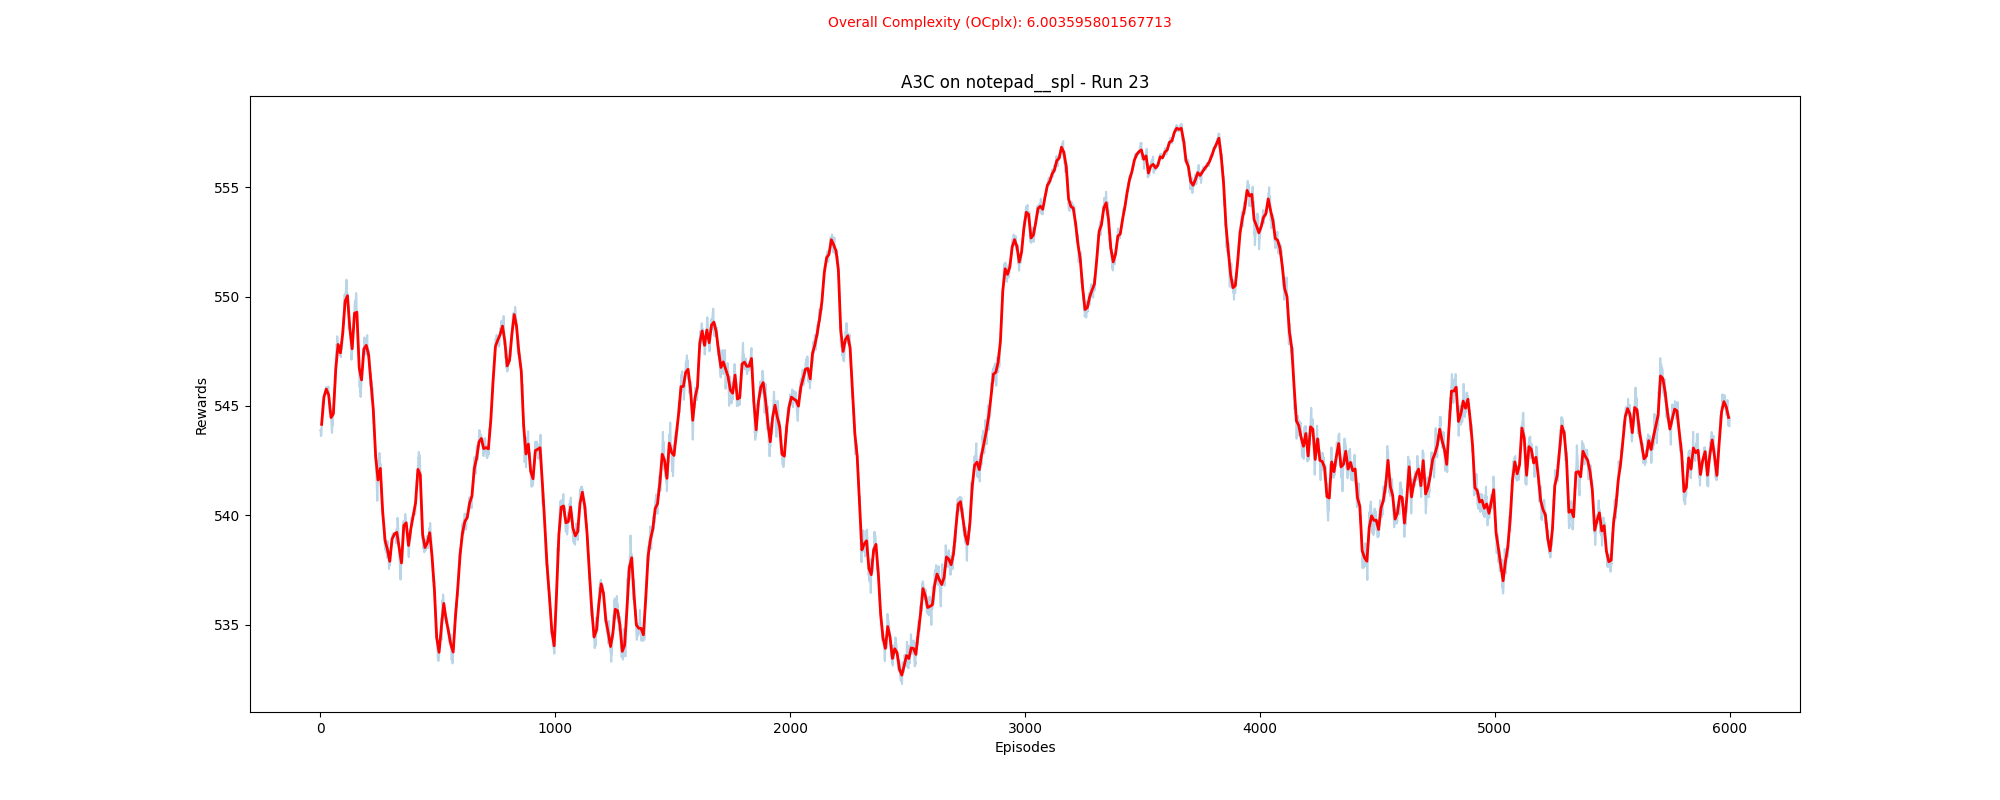 Overall Complexity (OCplx): 6.003595801567713
A3C on notepad__spl - Run 23
Rewards
555
550
545
540
535
0 1000 2000 3000 4000 5000 6000
Episodes